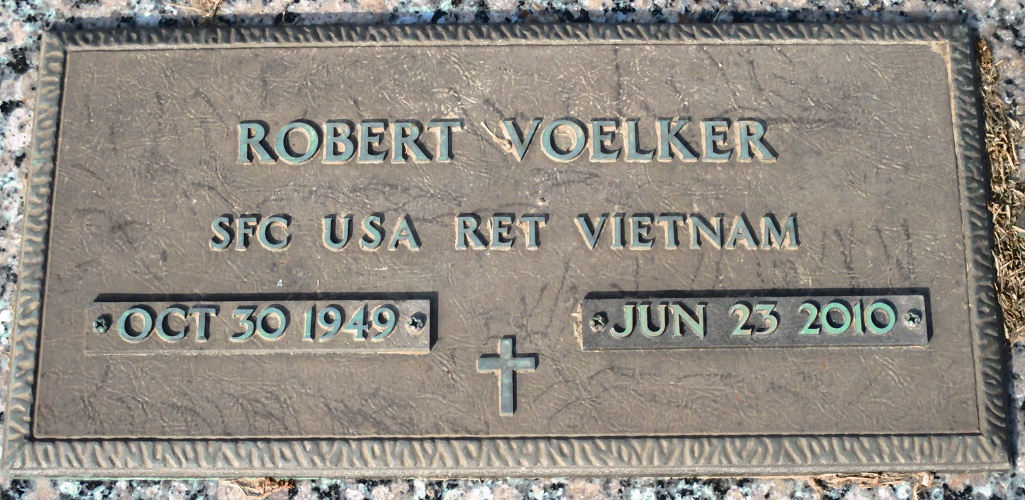 ROBERT VOELKER
SFC USA RET VIETNAM
OCT 30 1949 JUN 23 2010